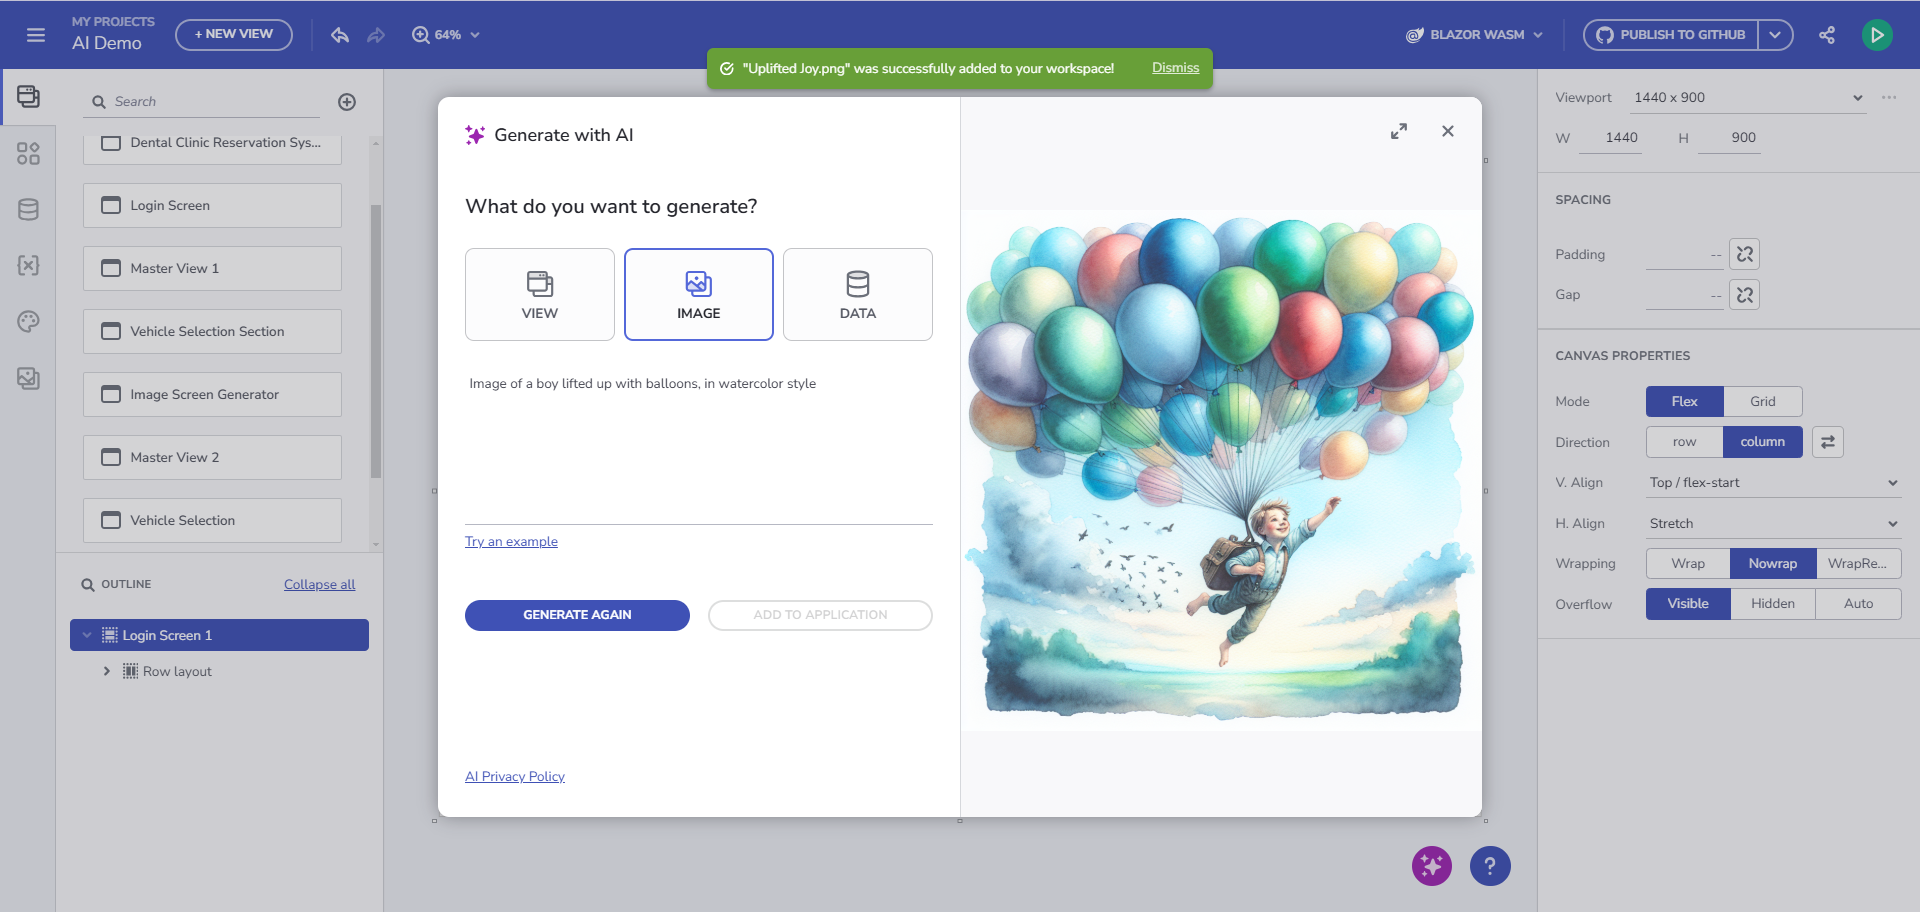 MY PROJECTS
AI Demo
+ NEW VIEW
64%
BLAZOR WASM
PUBLISH TO GITHUB
"Uplifted Joy.png" was successfully added to your workspace!
Dismiss
Search
Dental Clinic Reservation Sys...
Login Screen
Master View 1
Vehicle Selection Section
Image Screen Generator
Master View 2
Vehicle Selection
OUTLINE
Collapse all
Login Screen 1
Row layout
Generate with AI
What do you want to generate?
VIEW
IMAGE
DATA
Image of a boy lifted up with balloons, in watercolor style
Try an example
GENERATE AGAIN
ADD TO APPLICATION
AI Privacy Policy
?
Viewport
1440 x 900
W
1440
H
900
SPACING
Padding
--
Gap
--
CANVAS PROPERTIES
Mode
Flex
Grid
Direction
row
column
V. Align
Top / flex-start
H. Align
Stretch
Wrapping
Wrap
Nowrap
WrapRe...
Overflow
Visible
Hidden
Auto